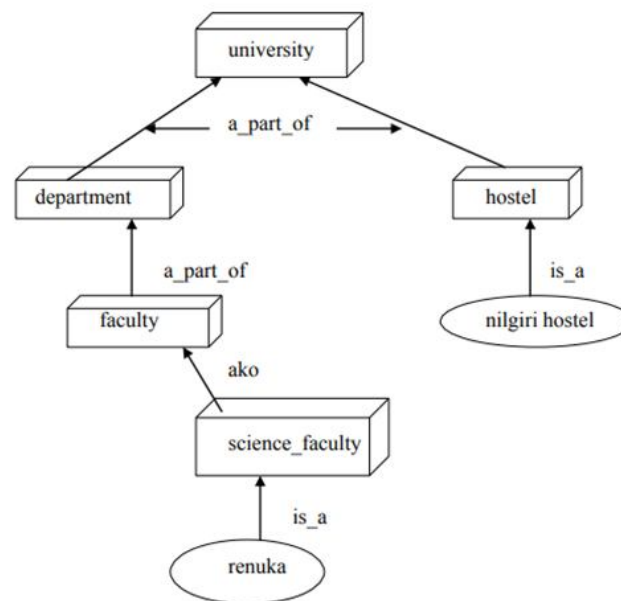 university
a_part_of
department
hostel
a_part_of
is_a
faculty
nilgiri hostel
ako
science_faculty
is_a
renuka